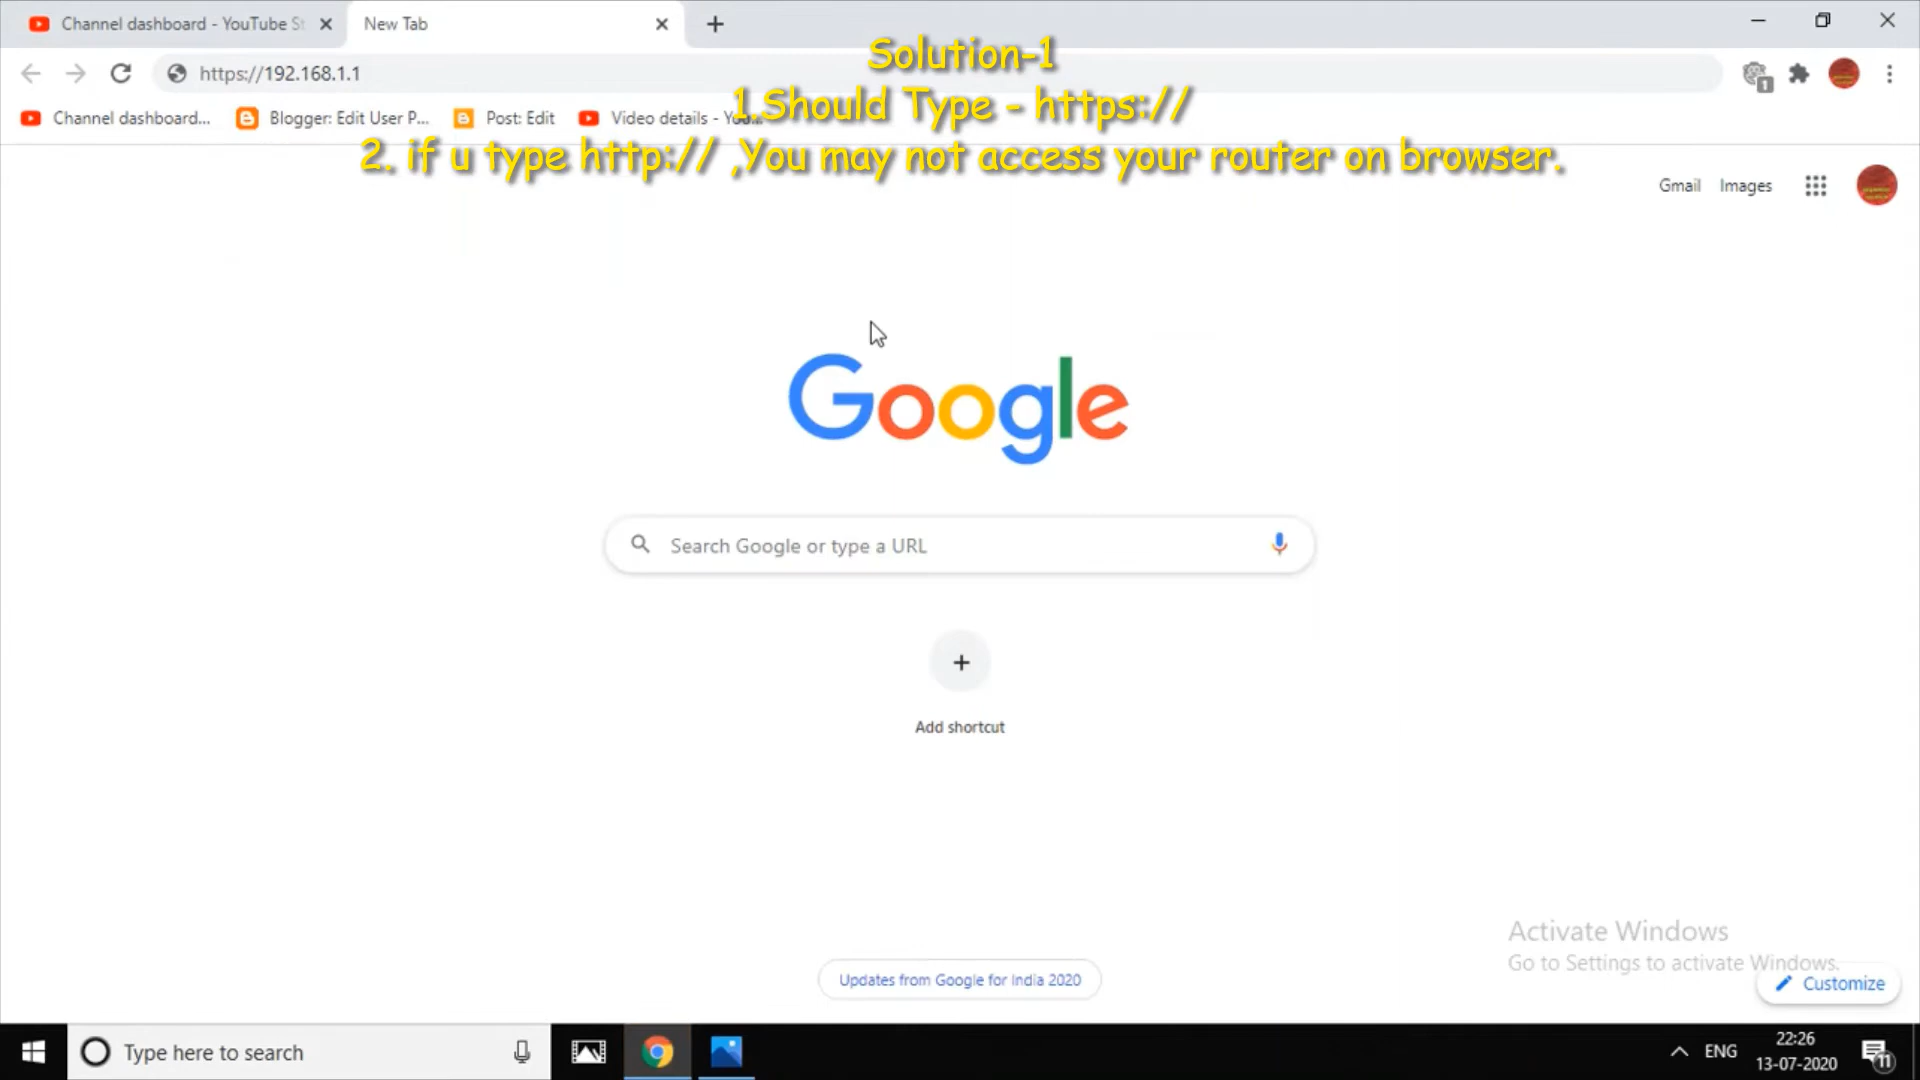 Channel dashboard - YouTube St
New Tab
https://192.168.1.1
Solution-1
1.Should Type - https://
Channel dashboard...
Blogger: Edit User P...
Post: Edit
Video details - You...
2. if u type http:// ,You may not access your router on browser.
Gmail
Images
Google
Search Google or type a URL
Add shortcut
Activate Windows
Go to Settings to activate Windows.
Updates from Google for India 2020
Customize
Type here to search
ENG
22:26
13-07-2020
11
1